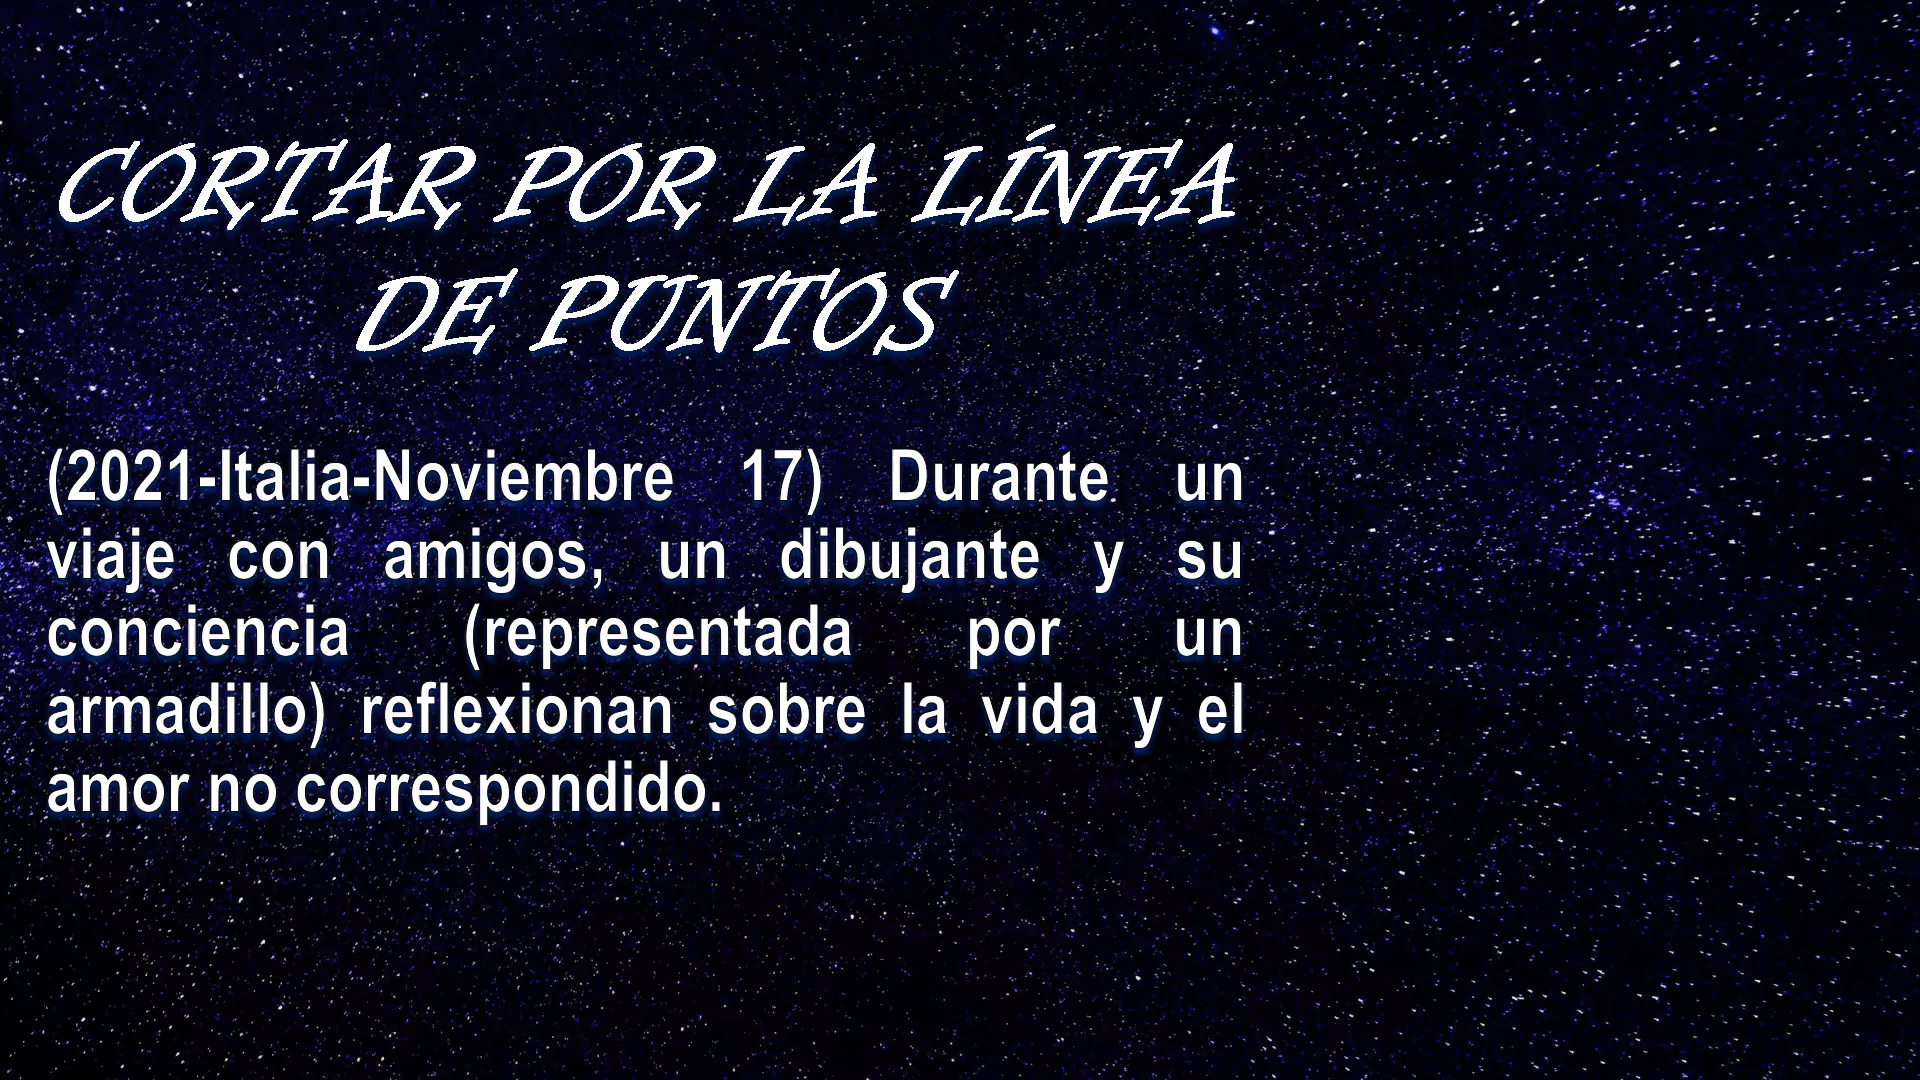 CORTAR POR LA LÍNEA
DE PUNTOS
(2021-Italia-Noviembre 17) Durante un
viaje con amigos, un dibujante y su
conciencia (representada por un
armadillo) reflexionan sobre la vida y el
amor no correspondido.